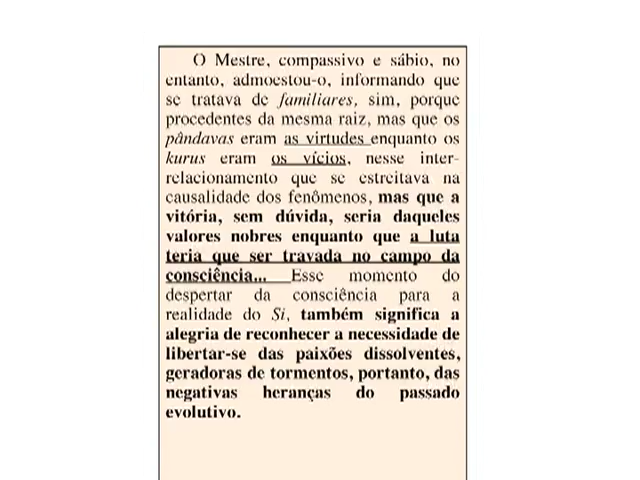 O Mestre, compassivo e sábio, no
entanto, admoestou-o, informando que
se tratava de familiares, sim, porque
procedentes da mesma raiz, mas que os
pândavas eram as virtudes enquanto os
kurus eram os vícios, nesse inter-
relacionamento que se estreitava na
causalidade dos fenômenos, mas que a
vitória, sem dúvida, seria daqueles
valores nobres enquanto que a luta
teria que ser travada no campo da
consciência... Esse momento do
despertar da consciência para a
realidade do Si, também significa a
alegria de reconhecer a necessidade de
libertar-se das paixões dissolventes,
geradoras de tormentos, portanto, das
negativas heranças do passado
evolutivo.